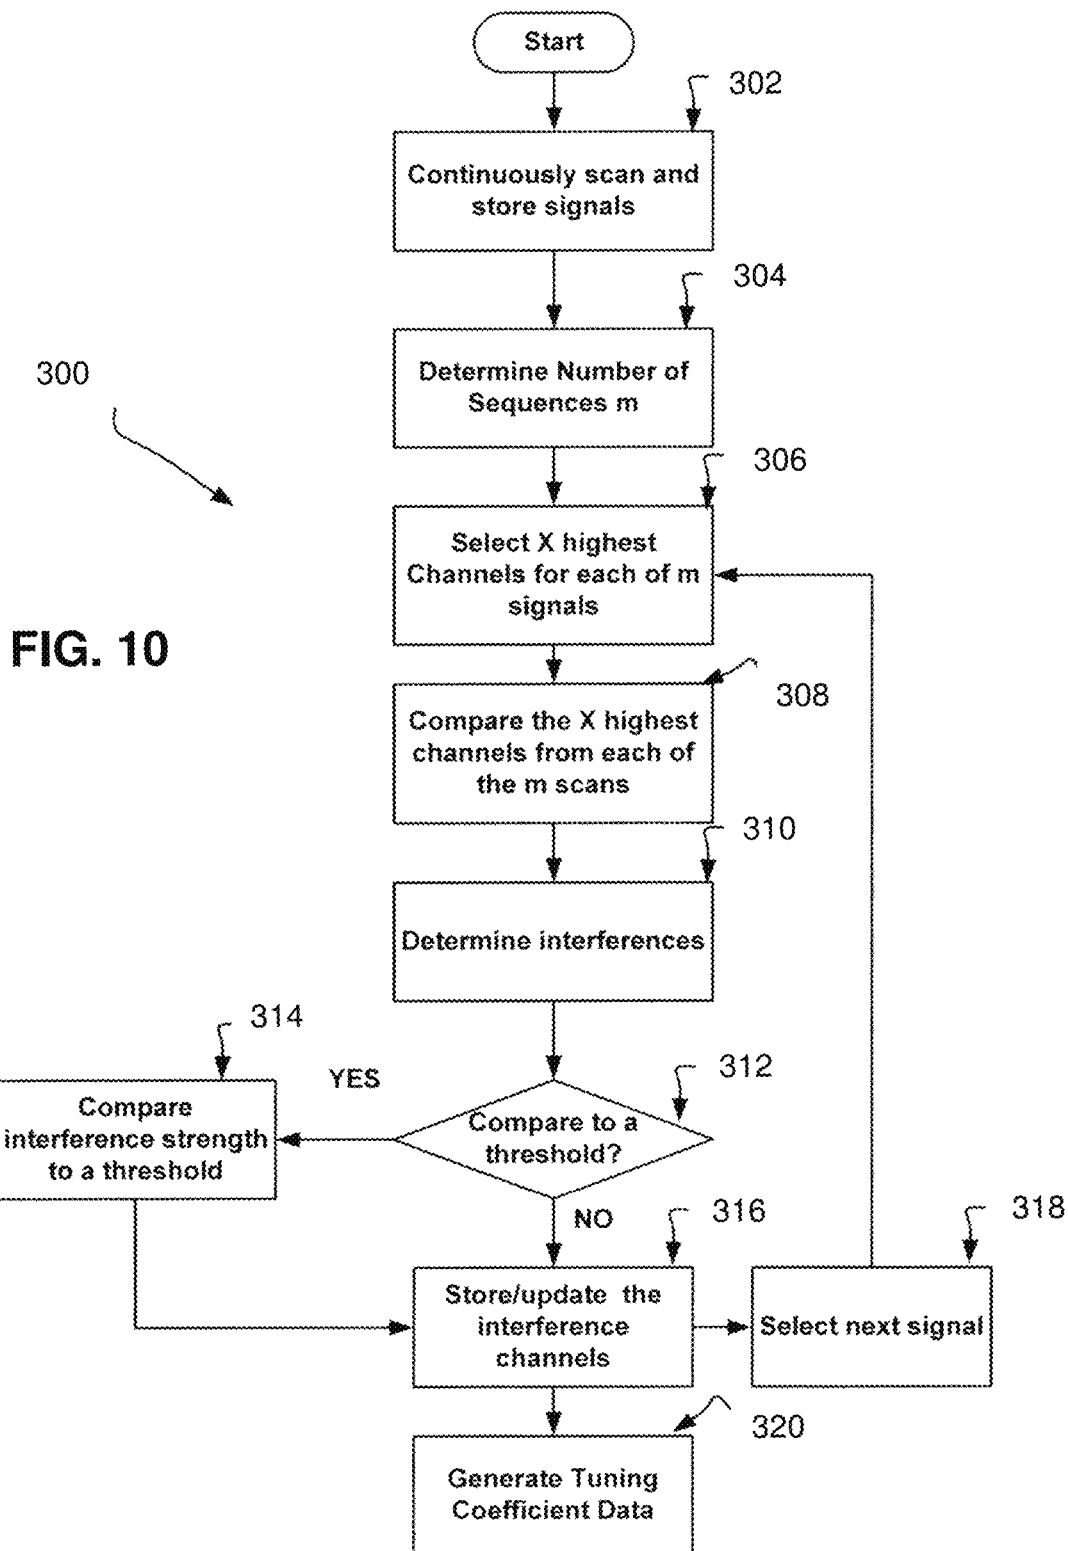 Start
302
Continuously scan and
store signals
304
Determine Number of
Sequences m
300
306
Select X highest
Channels for each of m
signals
FIG. 10
308
Compare the X highest
channels from each of
the m scans
310
Determine interferences
314
YES
312
Compare
interference strength
to a threshold
Compare to a
threshold?
NO
316
318
Store/update the
interference
channels
Select next signal
320
Generate Tuning
Coefficient Data